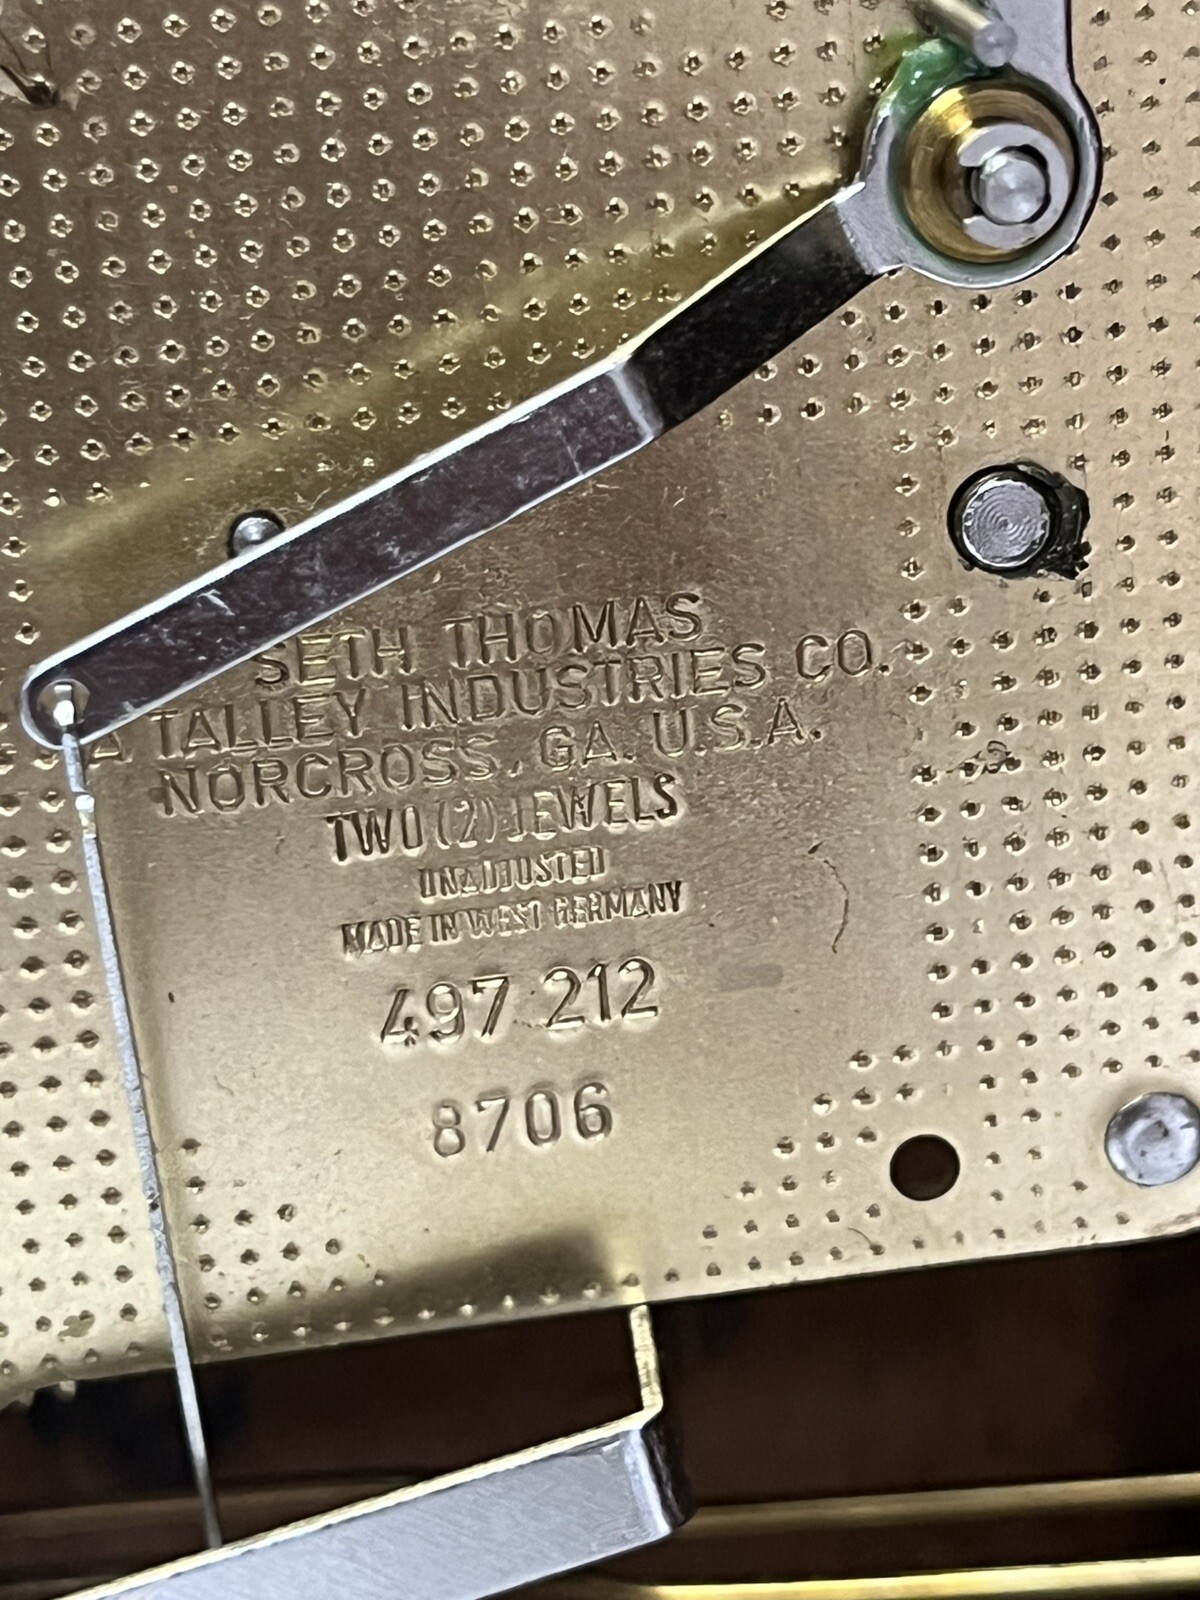 SETH THOMAS
A TALLEY INDUSTRIES CO.
NORCROSS, GA. U.S.A.
TWO (2) JEWELS
UNADJUSTED
MADE IN WEST GERMANY
497 212
8706